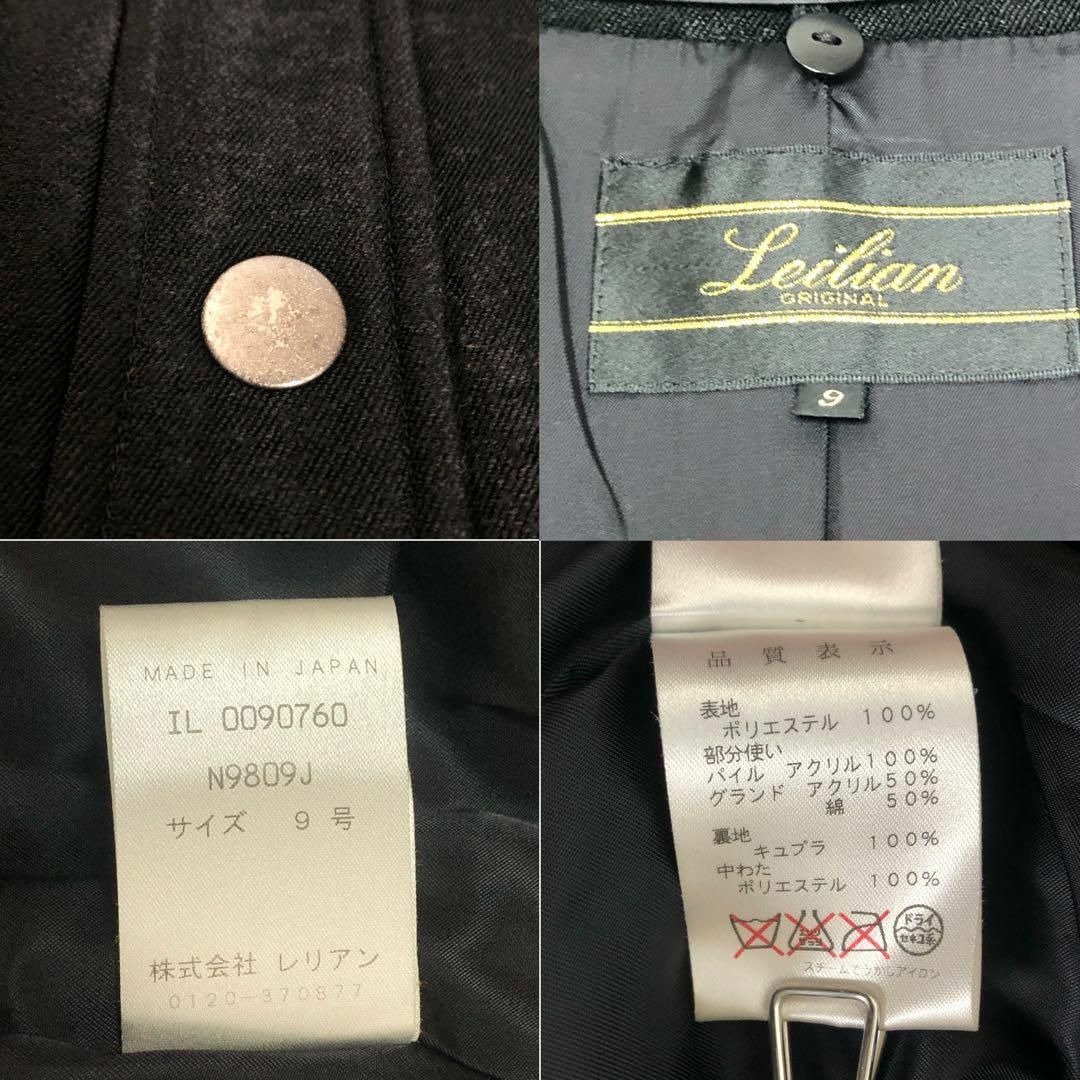 Leilian
ORIGINAL
9
MADE IN JAPAN
IL 0090760
N9809J
サイズ 9 号
株式会社 レリアン
0120-370877
品質表示
表地
ポリエステル 100%
部分使い
パイル アクリル100%
グランド アクリル50%
綿 50%
裏地
キュプラ 100%
中わた
ポリエステル 100%
ドライ
セキユ系